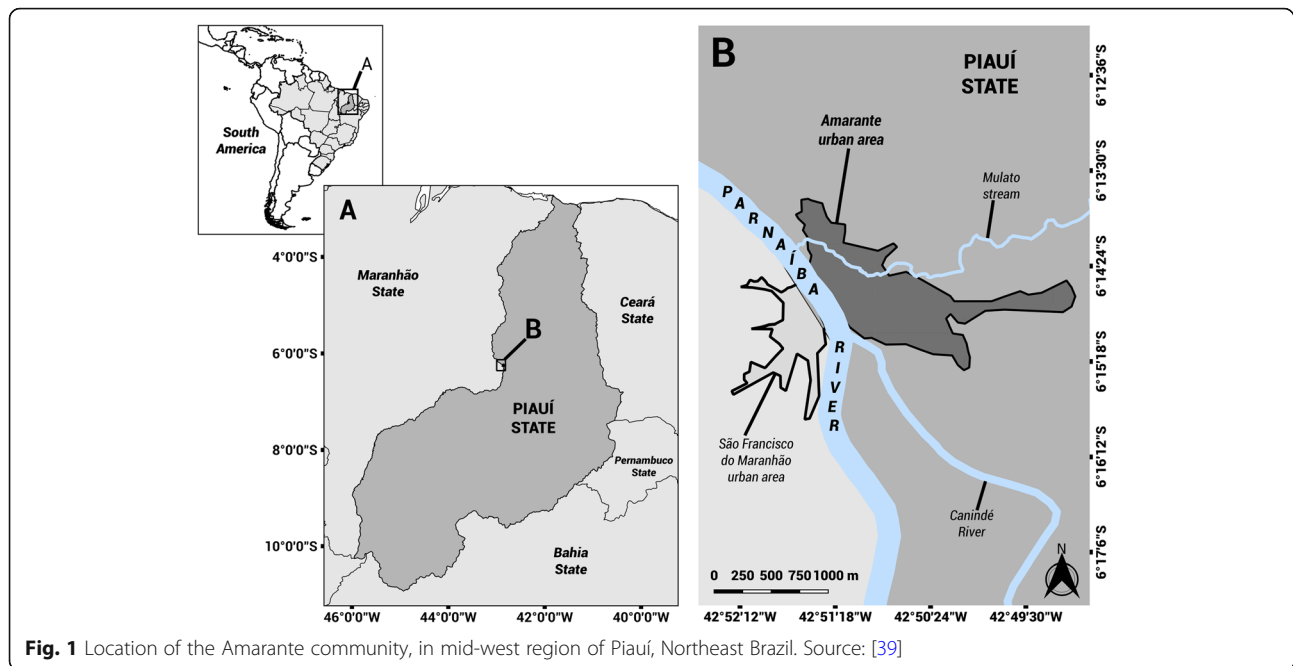 A
South
America
A
4°0'0"S
6°0'0"S
8°0'0"S
10°0'0"S
Maranhão
State
Ceará
State
B
PIAUÍ
STATE
Pernambuco
State
Bahia
State
46°0'0"W
44°0'0"W
42°0'0"W
40°0'0"W
B
PIAUÍ
STATE
Amarante
urban area
Mulato
stream
PARNAÍBA
RIVER
São Francisco
do Maranhão
urban area
Canindé
River
N
0 250 500 750 1000 m
6°12'36"S
6°13'30"S
6°14'24"S
6°15'18"S
6°16'12"S
6°17'6"S
42°52'12"W
42°51'18"W
42°50'24"W
42°49'30"W
Fig. 1 Location of the Amarante community, in mid-west region of Piauí, Northeast Brazil. Source: [39]